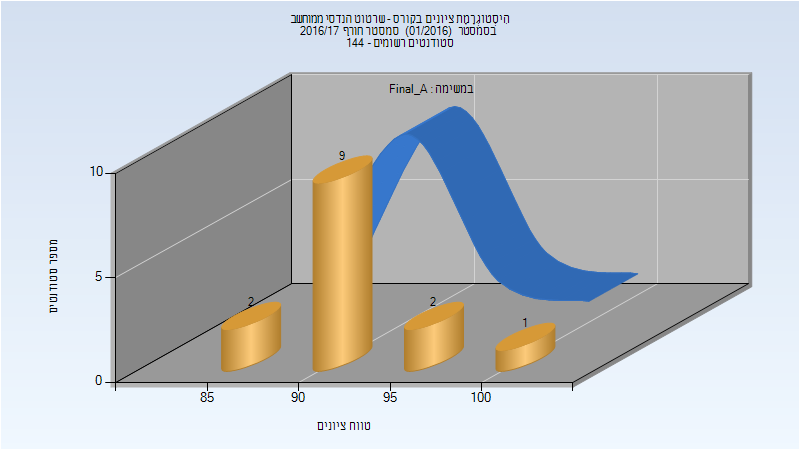 היסטוגרמת ציונים בקורס - שרטוט הנדסי ממוחשב
בסמסטר (01/2016) סמסטר חורף 2016/17
סטודנטים רשומים - 144
במשימה : Final_A
10
5
0
מספר סטודנטים
2
9
2
1
85
90
95
100
טווח ציונים